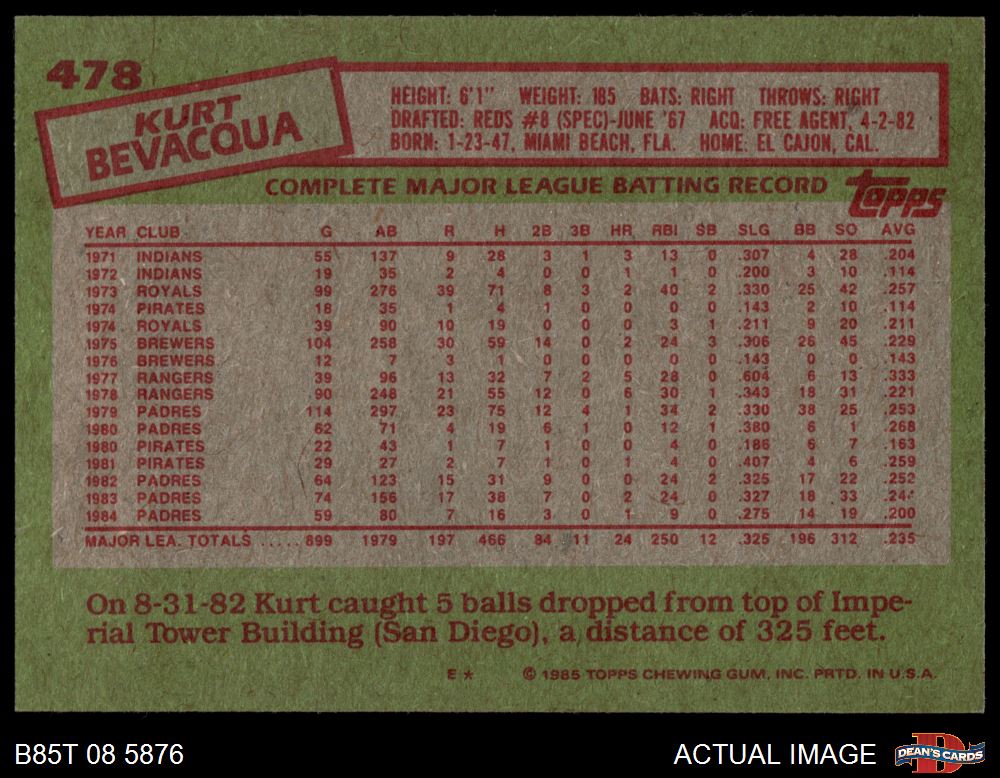 478
KURT
BEVACQUA
HEIGHT: 6'1" WEIGHT: 185 BATS: RIGHT THROWS: RIGHT
DRAFTED: REDS #8 (SPEC)-JUNE '67 ACQ: FREE AGENT, 4-2-82
BORN: 1-23-47, MIAMI BEACH, FLA. HOME: EL CAJON, CAL.
COMPLETE MAJOR LEAGUE BATTING RECORD
Topps
YEAR CLUB G AB R H 2B 3B HR RBI SB SLG BB SO AVG
1971 INDIANS 55 137 9 28 3 1 3 13 0 .307 4 28 .204
1972 INDIANS 19 35 2 4 0 0 1 1 0 .200 3 10 .114
1973 ROYALS 99 276 39 71 8 3 2 40 2 .330 25 42 .257
1974 PIRATES 18 35 1 4 1 0 0 0 0 .143 2 10 .114
1974 ROYALS 39 90 10 19 0 0 0 3 1 .211 9 20 .211
1975 BREWERS 104 258 30 59 14 0 2 24 3 .306 26 45 .229
1976 BREWERS 12 7 3 1 0 0 0 0 0 .143 0 0 .143
1977 RANGERS 39 96 13 32 7 2 5 28 0 .604 6 13 .333
1978 RANGERS 90 248 21 55 12 0 6 30 1 .343 18 31 .221
1979 PADRES 114 297 23 75 12 4 1 34 2 .330 38 25 .253
1980 PADRES 62 71 4 19 6 1 0 12 1 .380 6 1 .268
1980 PIRATES 22 43 1 7 1 0 0 4 0 .186 6 7 .163
1981 PIRATES 29 27 2 7 1 0 1 4 0 .407 4 6 .259
1982 PADRES 64 123 15 31 9 0 0 24 2 .325 17 22 .252
1983 PADRES 74 156 17 38 7 0 2 24 0 .327 18 33
1984 PADRES 59 80 7 16 3 0 1 9 0 .275 14 19 .200
MAJOR LEA. TOTALS ..... 899 1979 197 466 84 11 24 250 12 .325 196 312 .235
On 8-31-82 Kurt caught 5 balls dropped from top of Impe-
rial Tower Building (San Diego), a distance of 325 feet.
E * © 1985 TOPPS CHEWING GUM, INC. PRTD. IN U.S.A.
B85T 08 5876 ACTUAL IMAGE
D
DEAN'S CARDS